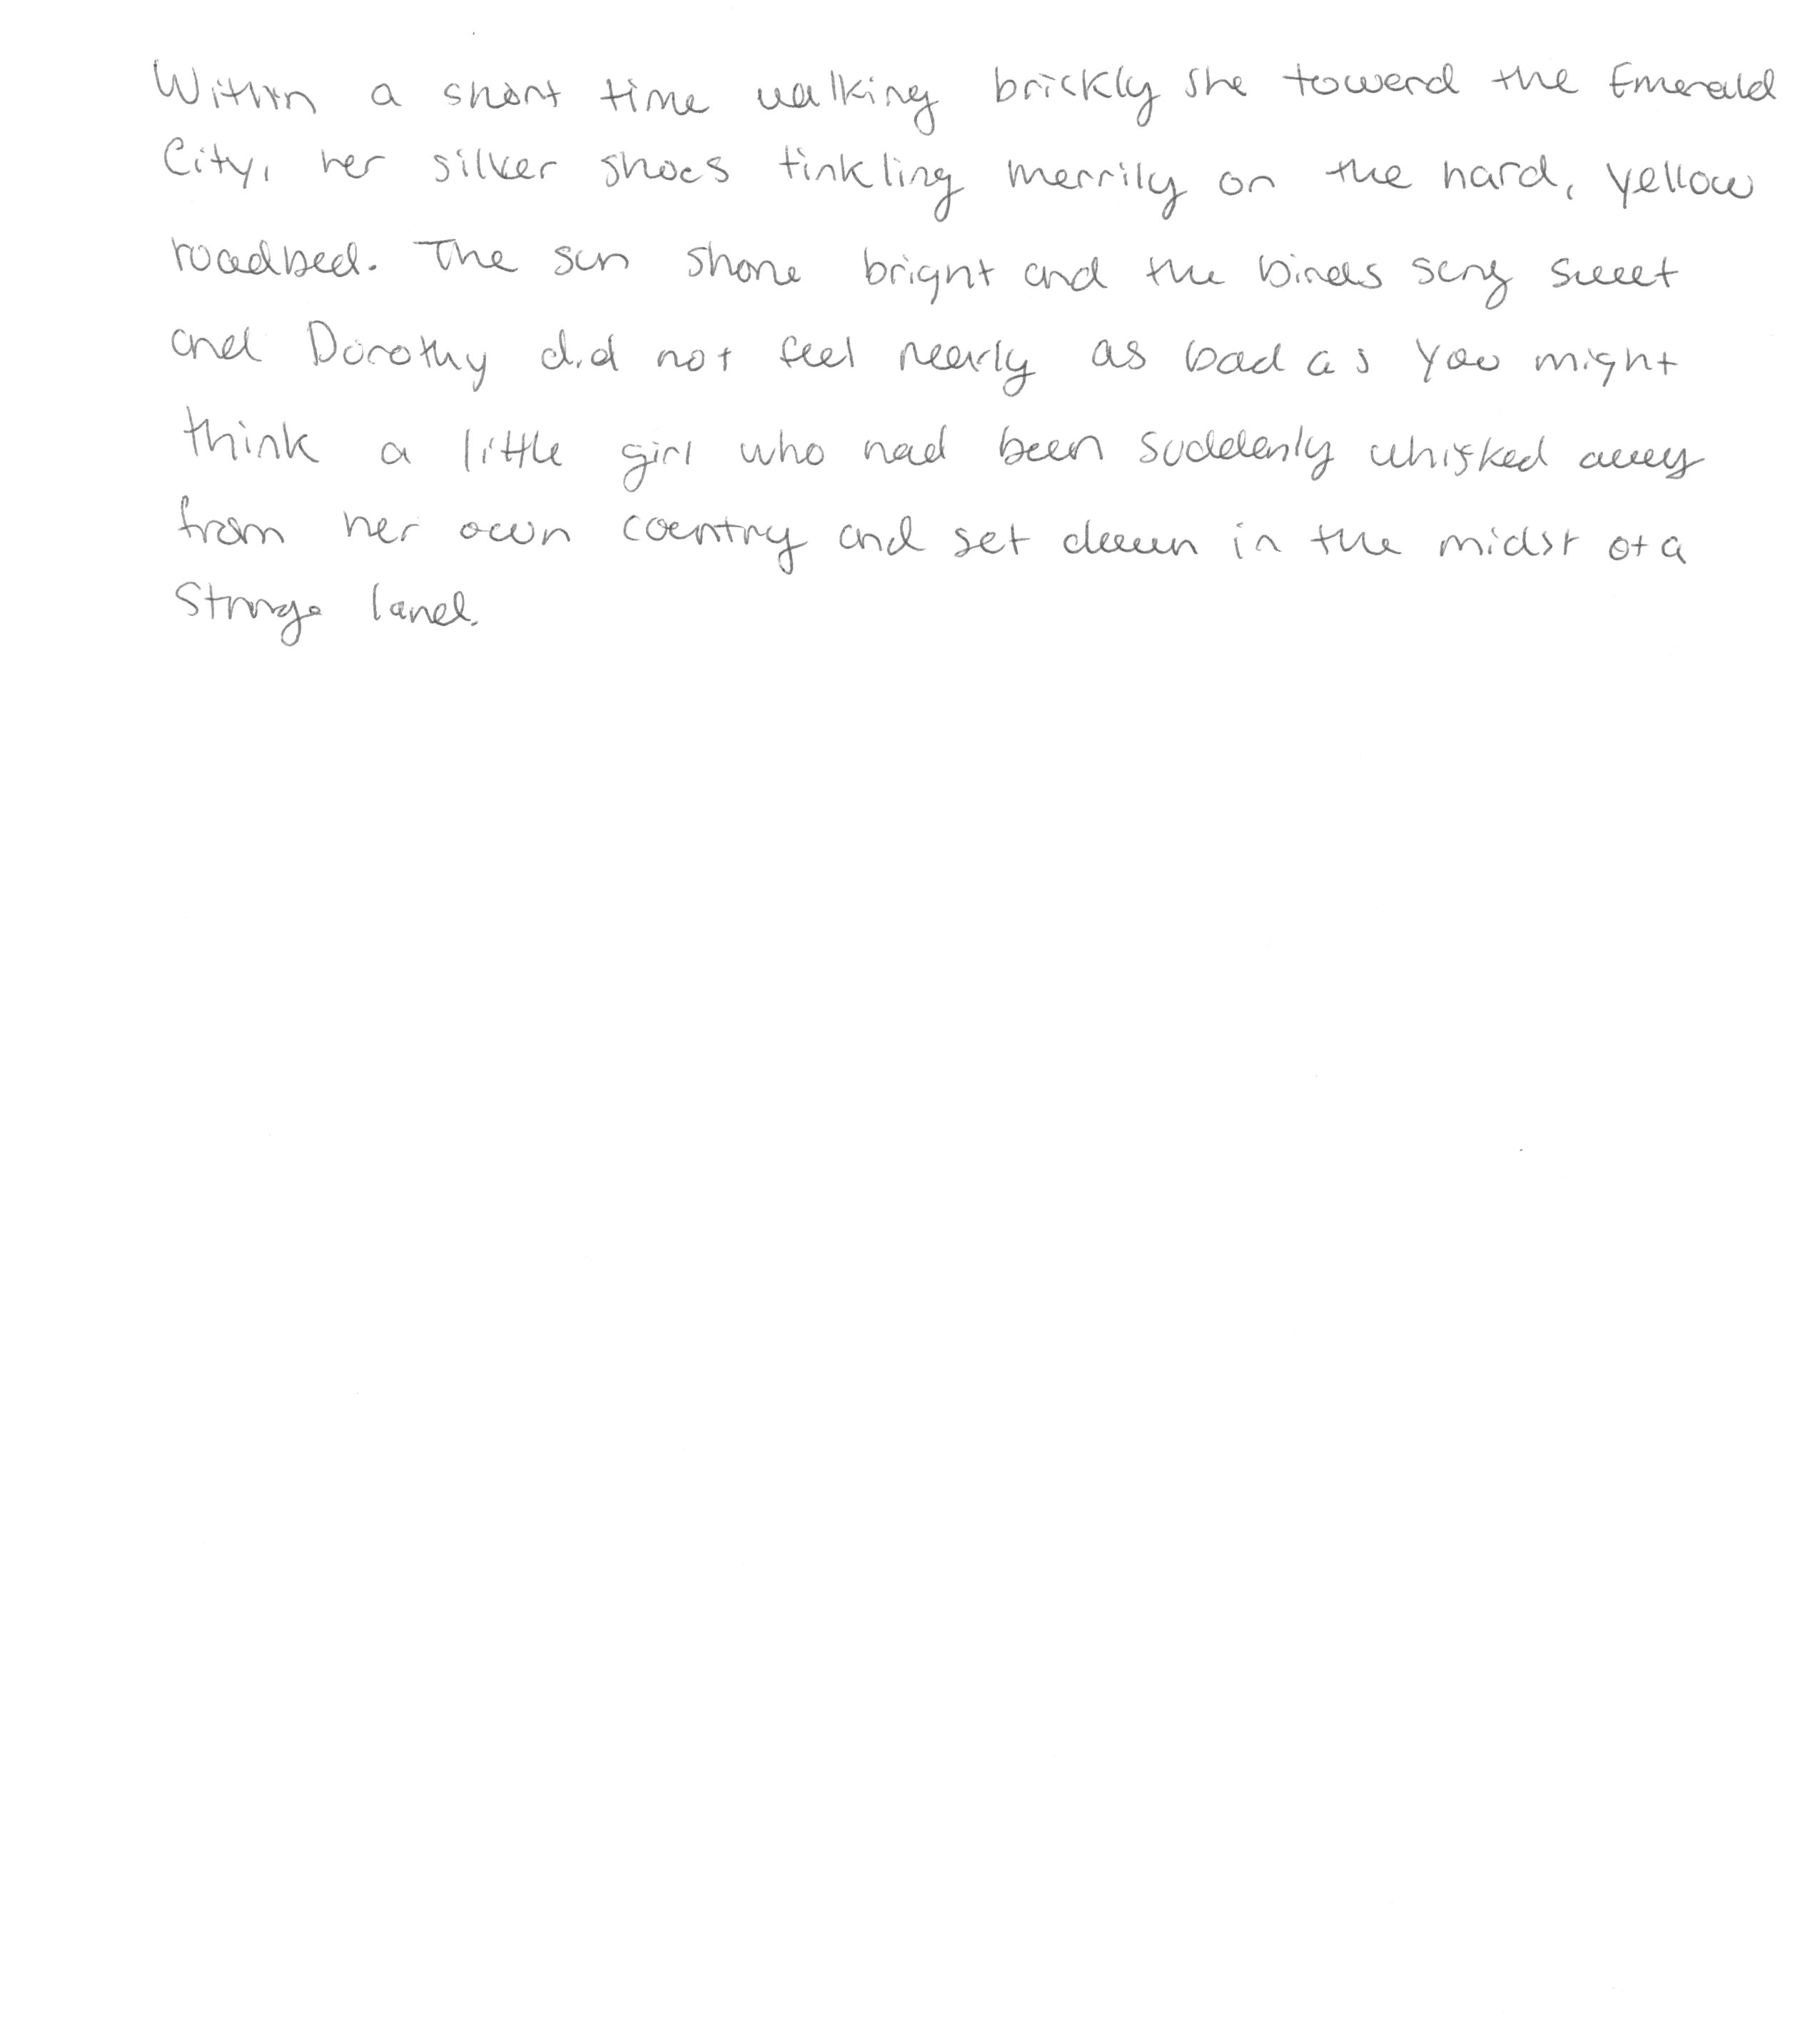 Within a short time walking brickly she toward the Emerald
City, her silver shoes tinkling merrily on the hard, yellow
roadbed. The sun shone bright and the birds sang sweet
and Dorothy did not feel nearly as bad as you might
think a little girl who had been suddenly whisked away
from her own country and set down in the midst of a
Strange land.